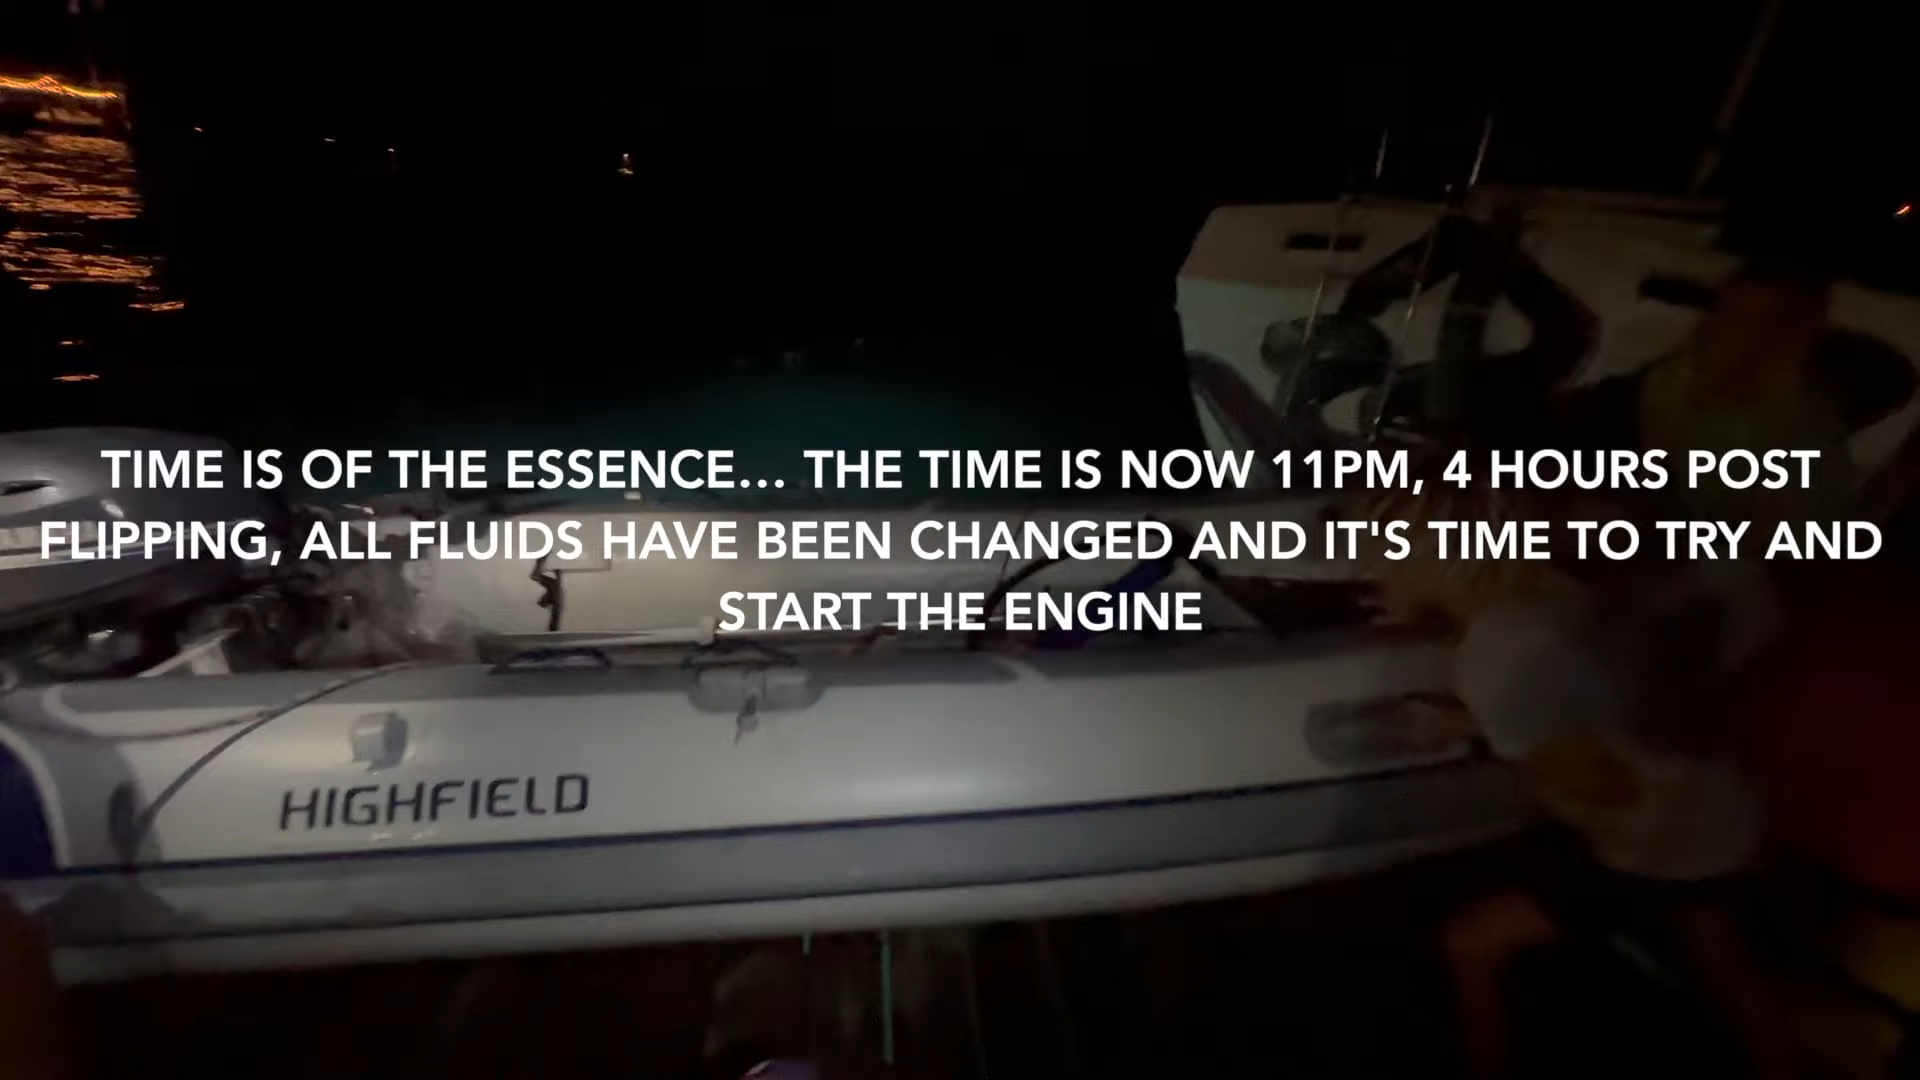 TIME IS OF THE ESSENCE... THE TIME IS NOW 11PM, 4 HOURS POST
FLIPPING, ALL FLUIDS HAVE BEEN CHANGED AND IT'S TIME TO TRY AND
START THE ENGINE
HIGHFIELD